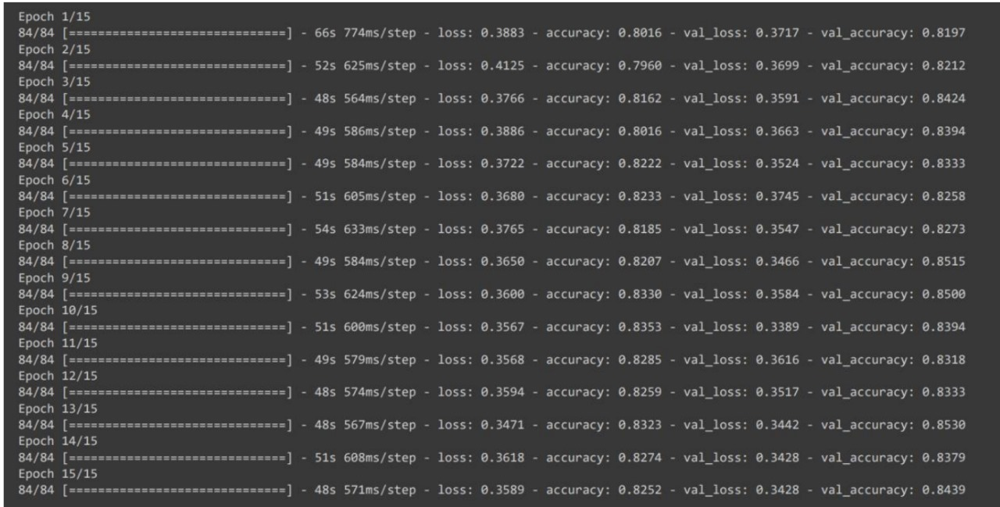 Epoch 1/15
84/84 [==============================] - 66s 774ms/step - loss: 0.3883 - accuracy: 0.8016 - val_loss: 0.3717 - val_accuracy: 0.8197
Epoch 2/15
84/84 [==============================] - 52s 625ms/step - loss: 0.4125 - accuracy: 0.7960 - val_loss: 0.3699 - val_accuracy: 0.8212
Epoch 3/15
84/84 [==============================] - 48s 564ms/step - loss: 0.3766 - accuracy: 0.8162 - val_loss: 0.3591 - val_accuracy: 0.8424
Epoch 4/15
84/84 [==============================] - 49s 586ms/step - loss: 0.3886 - accuracy: 0.8016 - val_loss: 0.3663 - val_accuracy: 0.8394
Epoch 5/15
84/84 [==============================] - 49s 584ms/step - loss: 0.3722 - accuracy: 0.8222 - val_loss: 0.3524 - val_accuracy: 0.8333
Epoch 6/15
84/84 [==============================] - 51s 605ms/step - loss: 0.3680 - accuracy: 0.8233 - val_loss: 0.3745 - val_accuracy: 0.8258
Epoch 7/15
84/84 [==============================] - 54s 633ms/step - loss: 0.3765 - accuracy: 0.8185 - val_loss: 0.3547 - val_accuracy: 0.8273
Epoch 8/15
84/84 [==============================] - 49s 584ms/step - loss: 0.3650 - accuracy: 0.8207 - val_loss: 0.3466 - val_accuracy: 0.8515
Epoch 9/15
84/84 [==============================] - 53s 624ms/step - loss: 0.3600 - accuracy: 0.8330 - val_loss: 0.3584 - val_accuracy: 0.8500
Epoch 10/15
84/84 [==============================] - 51s 600ms/step - loss: 0.3567 - accuracy: 0.8353 - val_loss: 0.3389 - val_accuracy: 0.8394
Epoch 11/15
84/84 [==============================] - 49s 579ms/step - loss: 0.3568 - accuracy: 0.8285 - val_loss: 0.3616 - val_accuracy: 0.8318
Epoch 12/15
84/84 [==============================] - 48s 574ms/step - loss: 0.3594 - accuracy: 0.8259 - val_loss: 0.3517 - val_accuracy: 0.8333
Epoch 13/15
84/84 [==============================] - 48s 567ms/step - loss: 0.3471 - accuracy: 0.8323 - val_loss: 0.3442 - val_accuracy: 0.8530
Epoch 14/15
84/84 [==============================] - 51s 608ms/step - loss: 0.3618 - accuracy: 0.8274 - val_loss: 0.3428 - val_accuracy: 0.8379
Epoch 15/15
84/84 [==============================] - 48s 571ms/step - loss: 0.3589 - accuracy: 0.8252 - val_loss: 0.3428 - val_accuracy: 0.8439